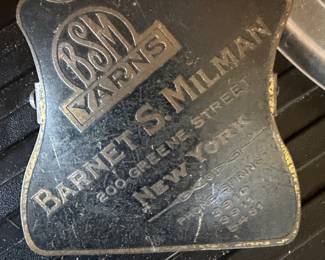 BSM
YARNS
BARNET S. MILMAN
200 GREENE STREET
NEW YORK